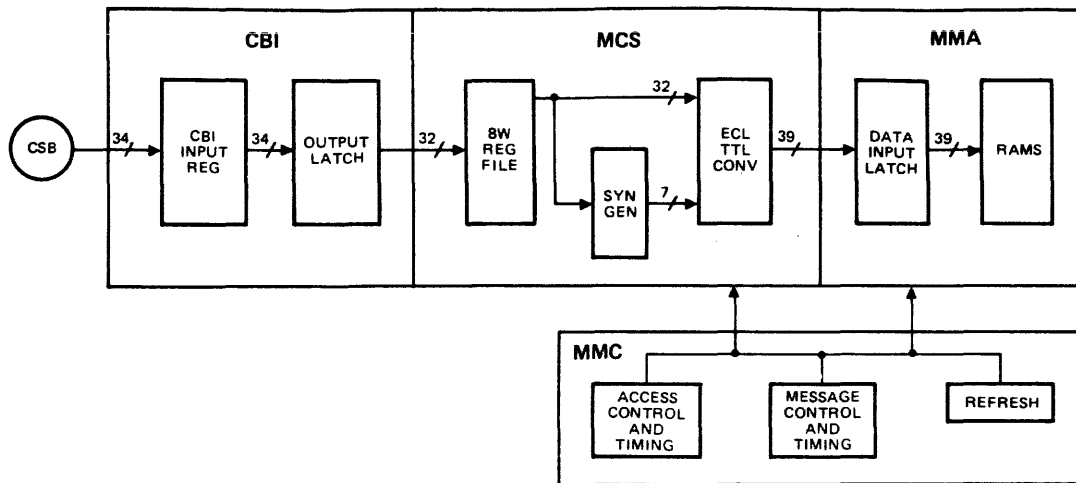 CBI
MCS
MMA
CSB
34
CBI
INPUT
REG
34
OUTPUT
LATCH
32
8W
REG
FILE
32
SYN
GEN
7
ECL
TTL
CONV
39
DATA
INPUT
LATCH
39
RAMS
MMC
ACCESS
CONTROL
AND
TIMING
MESSAGE
CONTROL
AND
TIMING
REFRESH